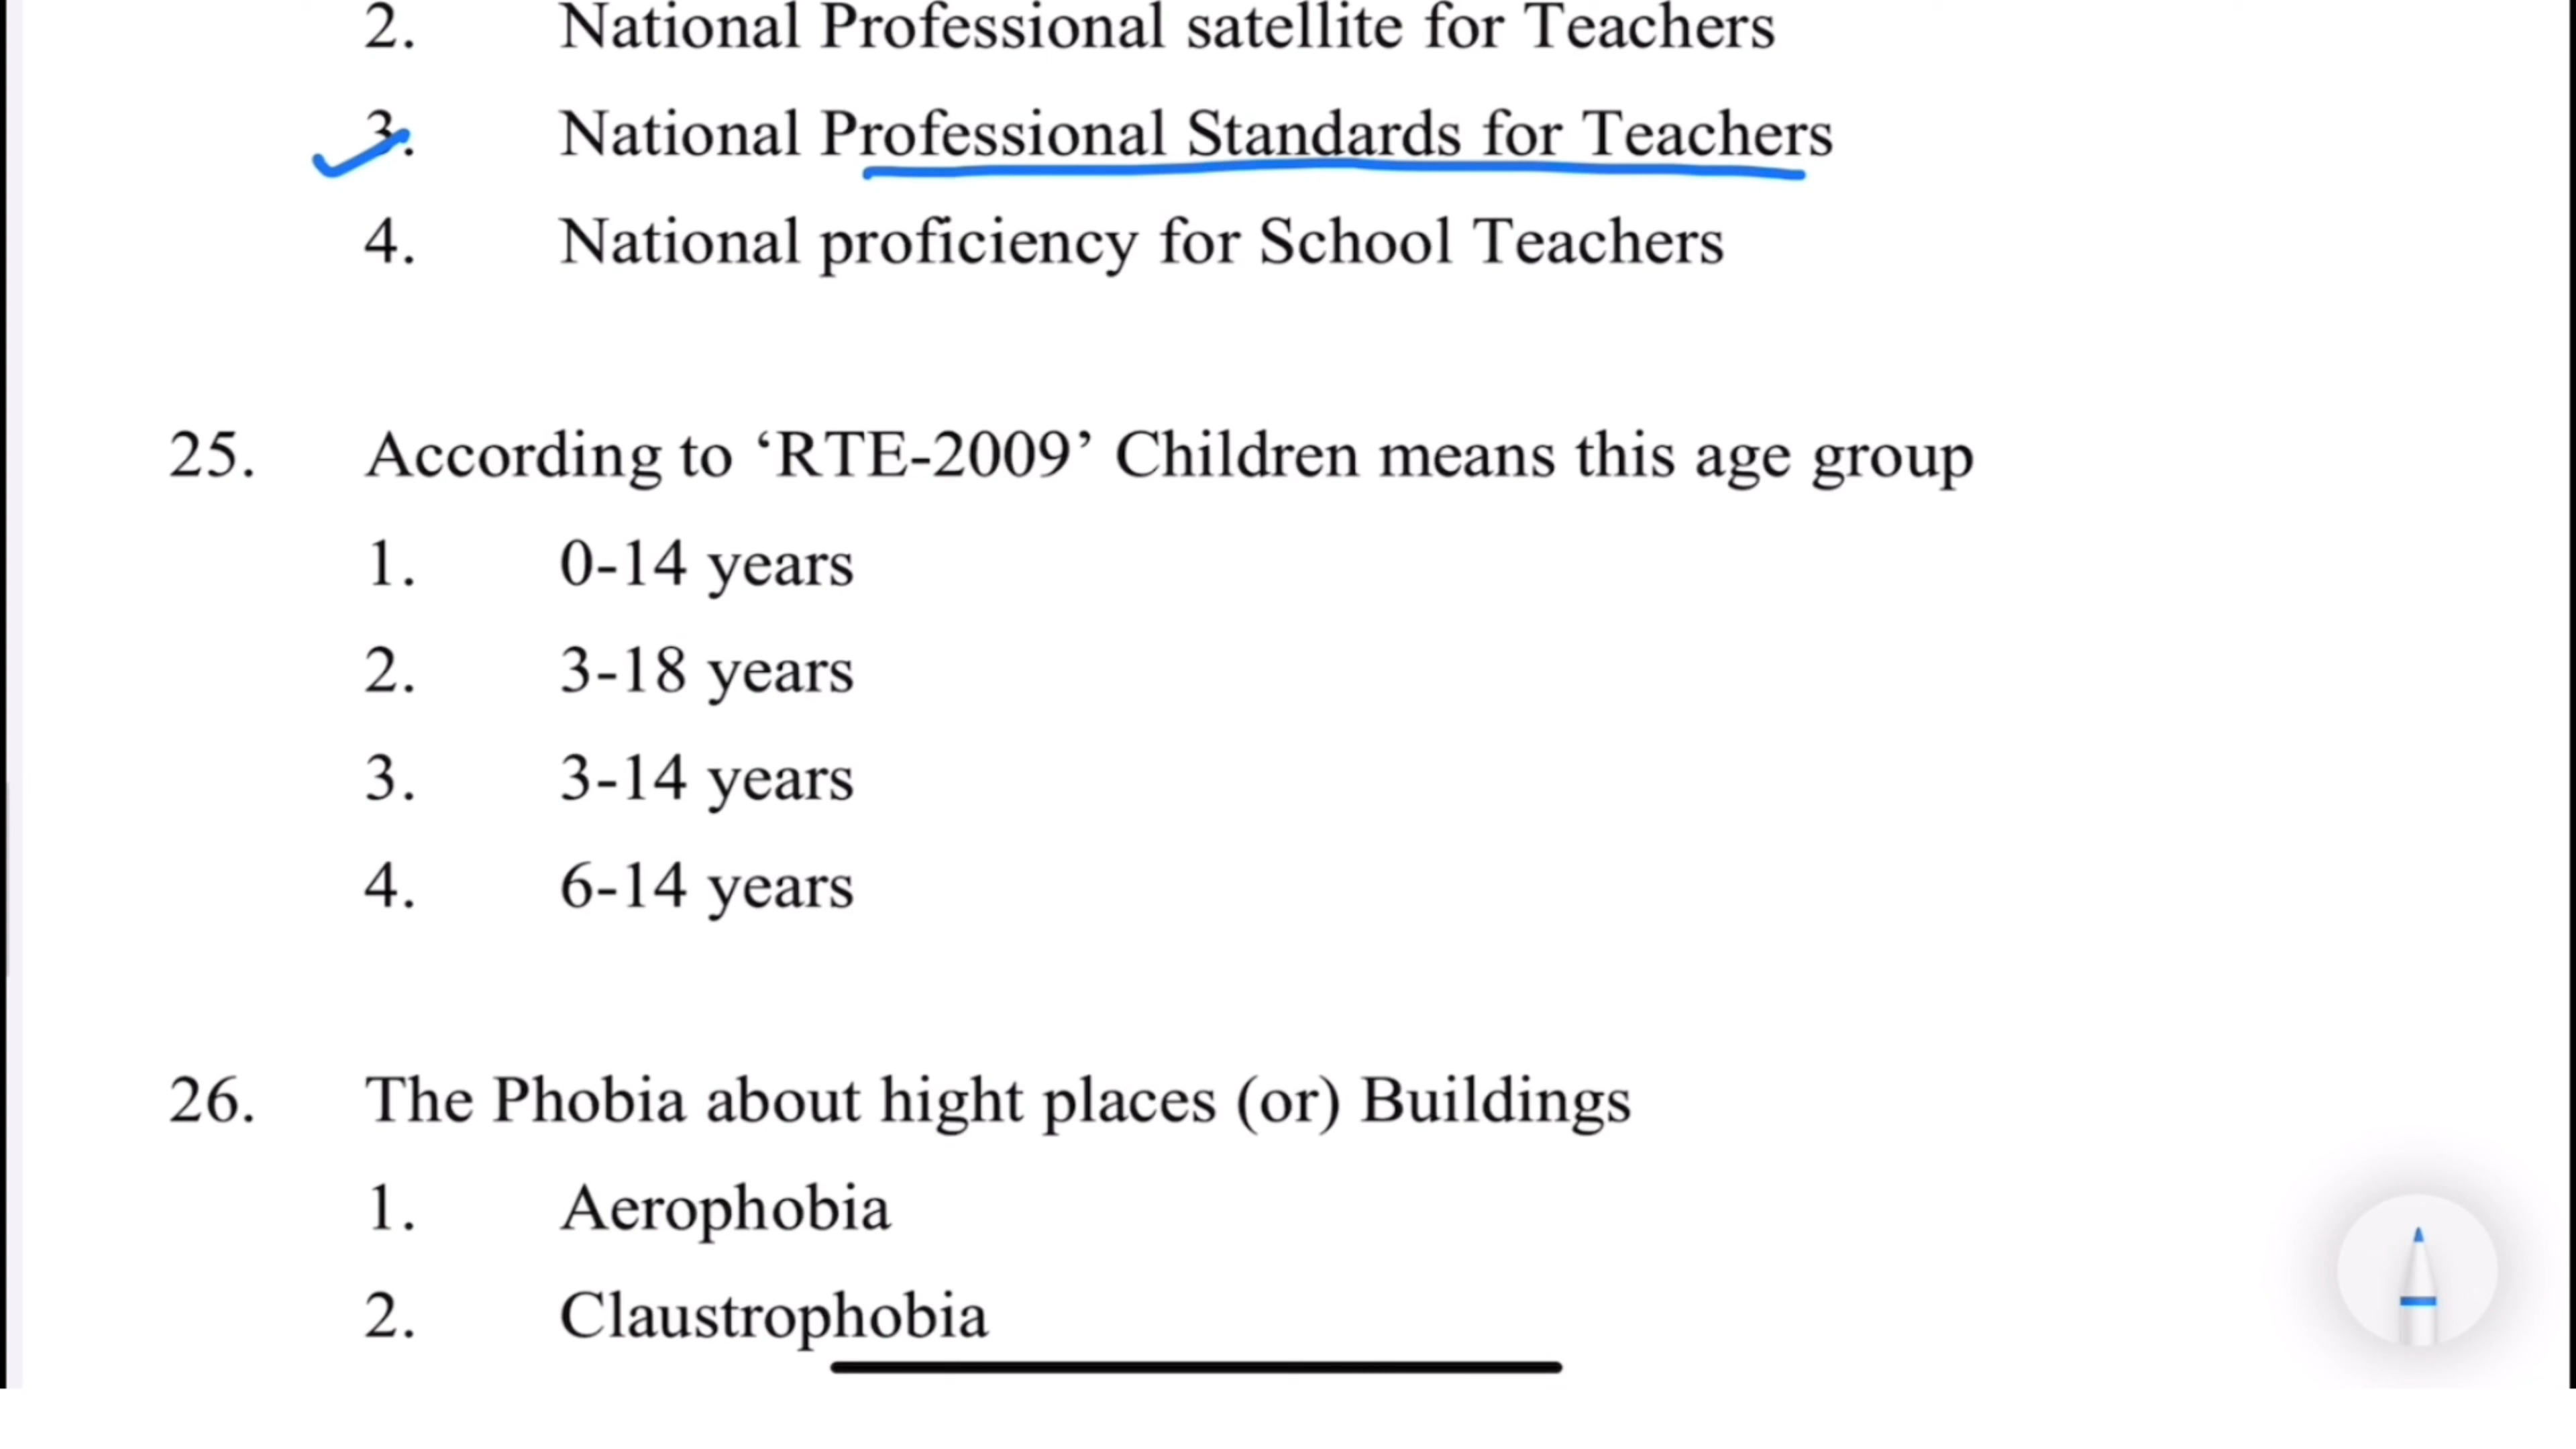 2. National Professional satellite for Teachers
3. National Professional Standards for Teachers
4. National proficiency for School Teachers
25. According to ‘RTE-2009’ Children means this age group
1. 0-14 years
2. 3-18 years
3. 3-14 years
4. 6-14 years
26. The Phobia about hight places (or) Buildings
1. Aerophobia
2. Claustrophobia